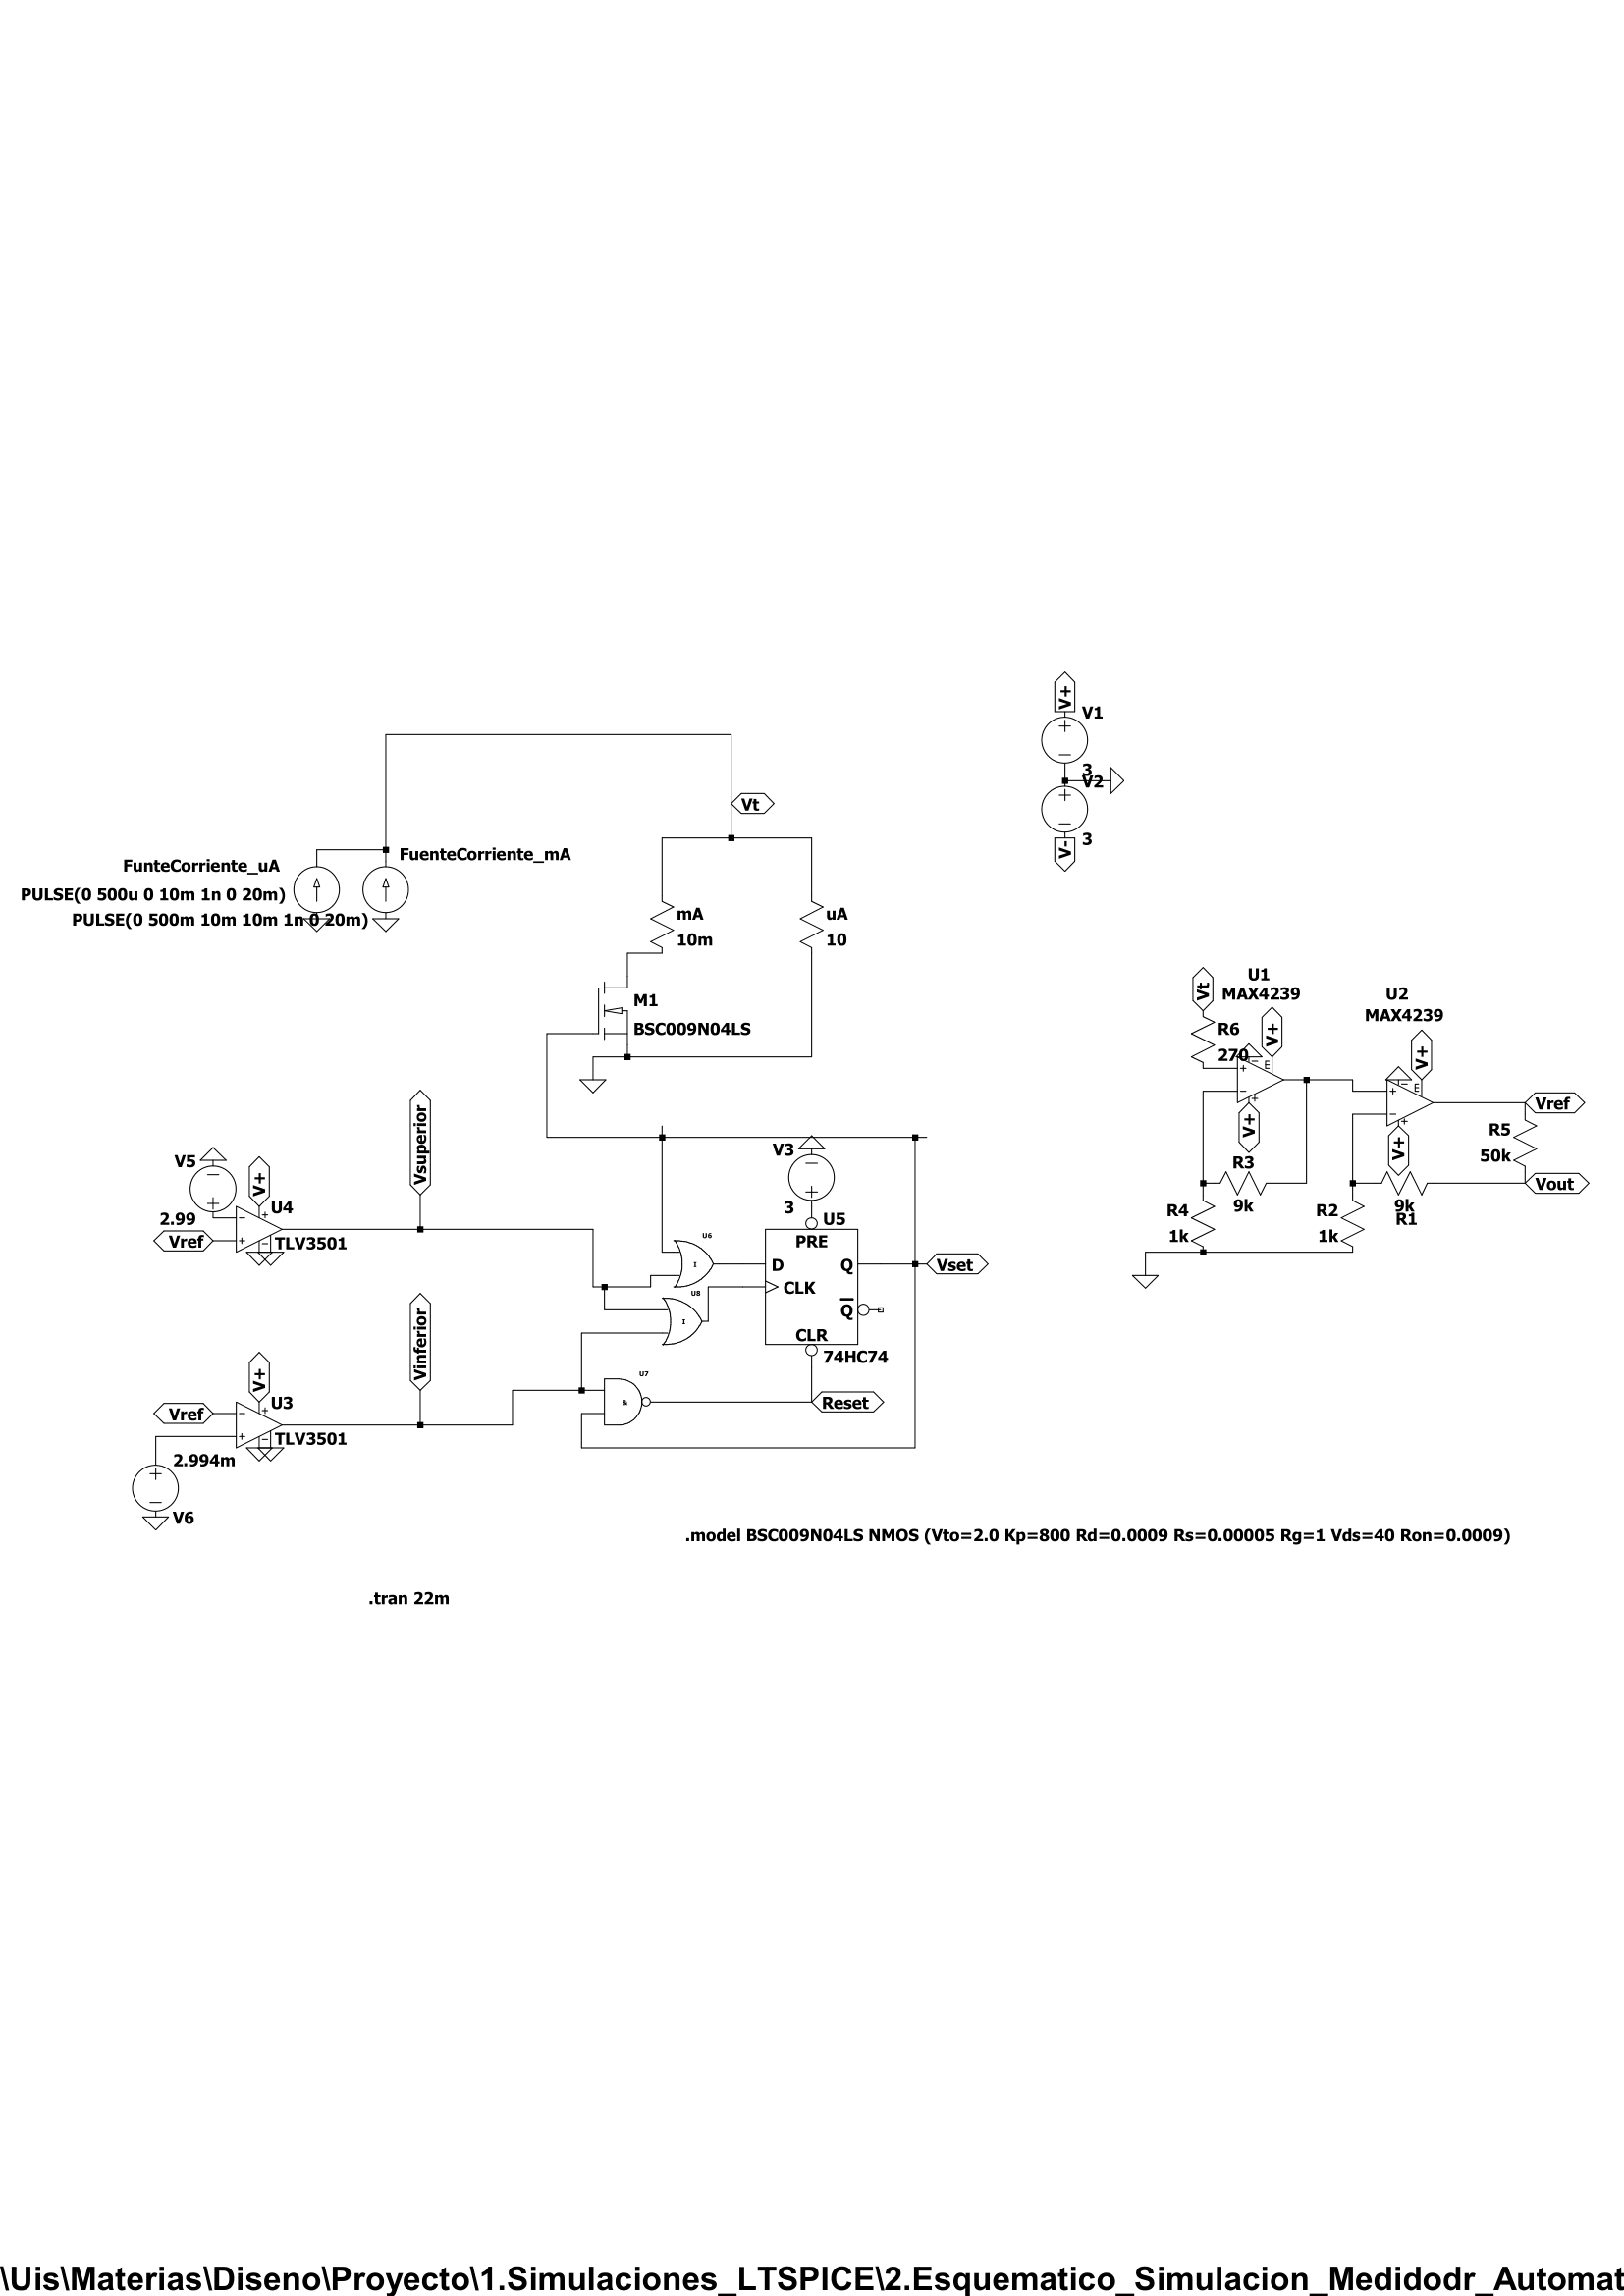 V+
V1
3
V2
3
V-
Vt
FunteCorriente_uA
FuenteCorriente_mA
PULSE(0 500u 0 10m 1n 0 20m)
PULSE(0 500m 10m 10m 1n 0 20m)
mA
10m
uA
10
M1
BSC009N04LS
Vt
U1
MAX4239
R6
270
V+
E
V+
U2
MAX4239
V+
E
V+
Vref
R5
50k
Vout
R3
9k
R4
1k
R2
1k
9k
R1
Vsuperior
V5
2.99
V+
U4
Vref
TLV3501
V3
3
U5
PRE
D
Q
CLK
Q
CLR
74HC74
Vset
U6
I
U8
I
U7
&
Reset
Vinferior
V+
U3
Vref
TLV3501
2.994m
V6
.model BSC009N04LS NMOS (Vto=2.0 Kp=800 Rd=0.0009 Rs=0.00005 Rg=1 Vds=40 Ron=0.0009)
.tran 22m
\Uis\Materias\Diseno\Proyecto\1.Simulaciones_LTSPICE\2.Esquematico_Simulacion_Medidodr_Automa